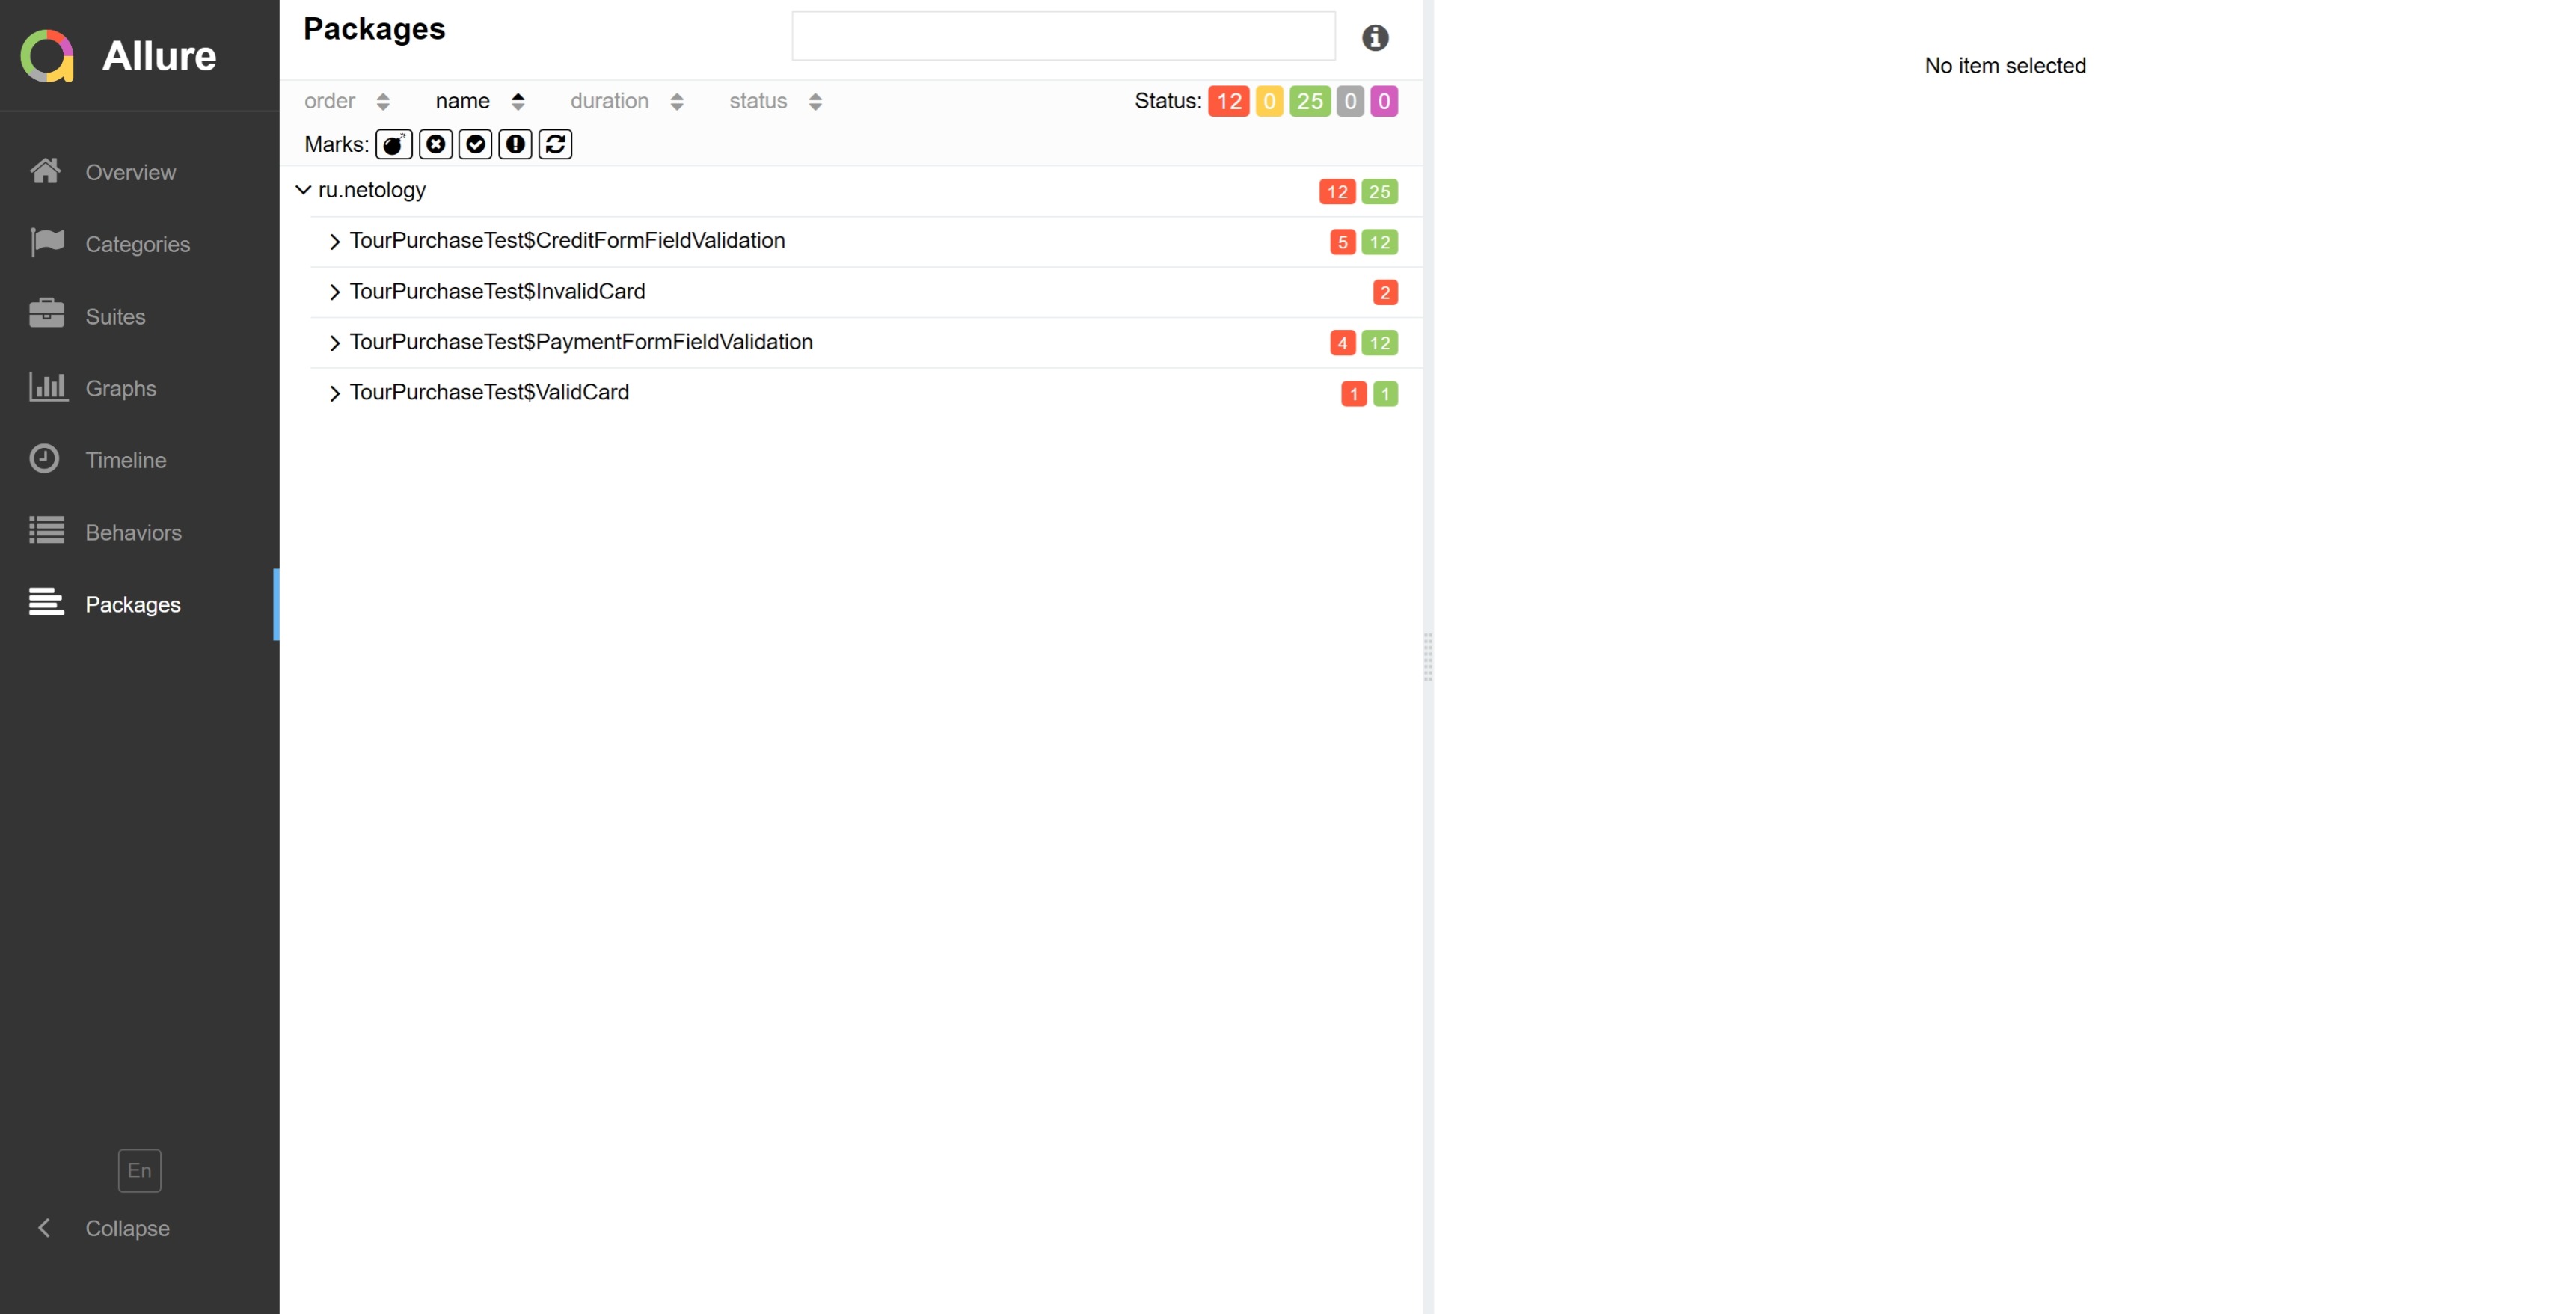 Allure
Overview
Categories
Suites
Graphs
Timeline
Behaviors
Packages
En
Collapse
Packages
order name duration status Status: 12 0 25 0 0
Marks:
ru.netology 12 25
TourPurchaseTest$CreditFormFieldValidation 5 12
TourPurchaseTest$InvalidCard 2
TourPurchaseTest$PaymentFormFieldValidation 4 12
TourPurchaseTest$ValidCard 1 1
No item selected